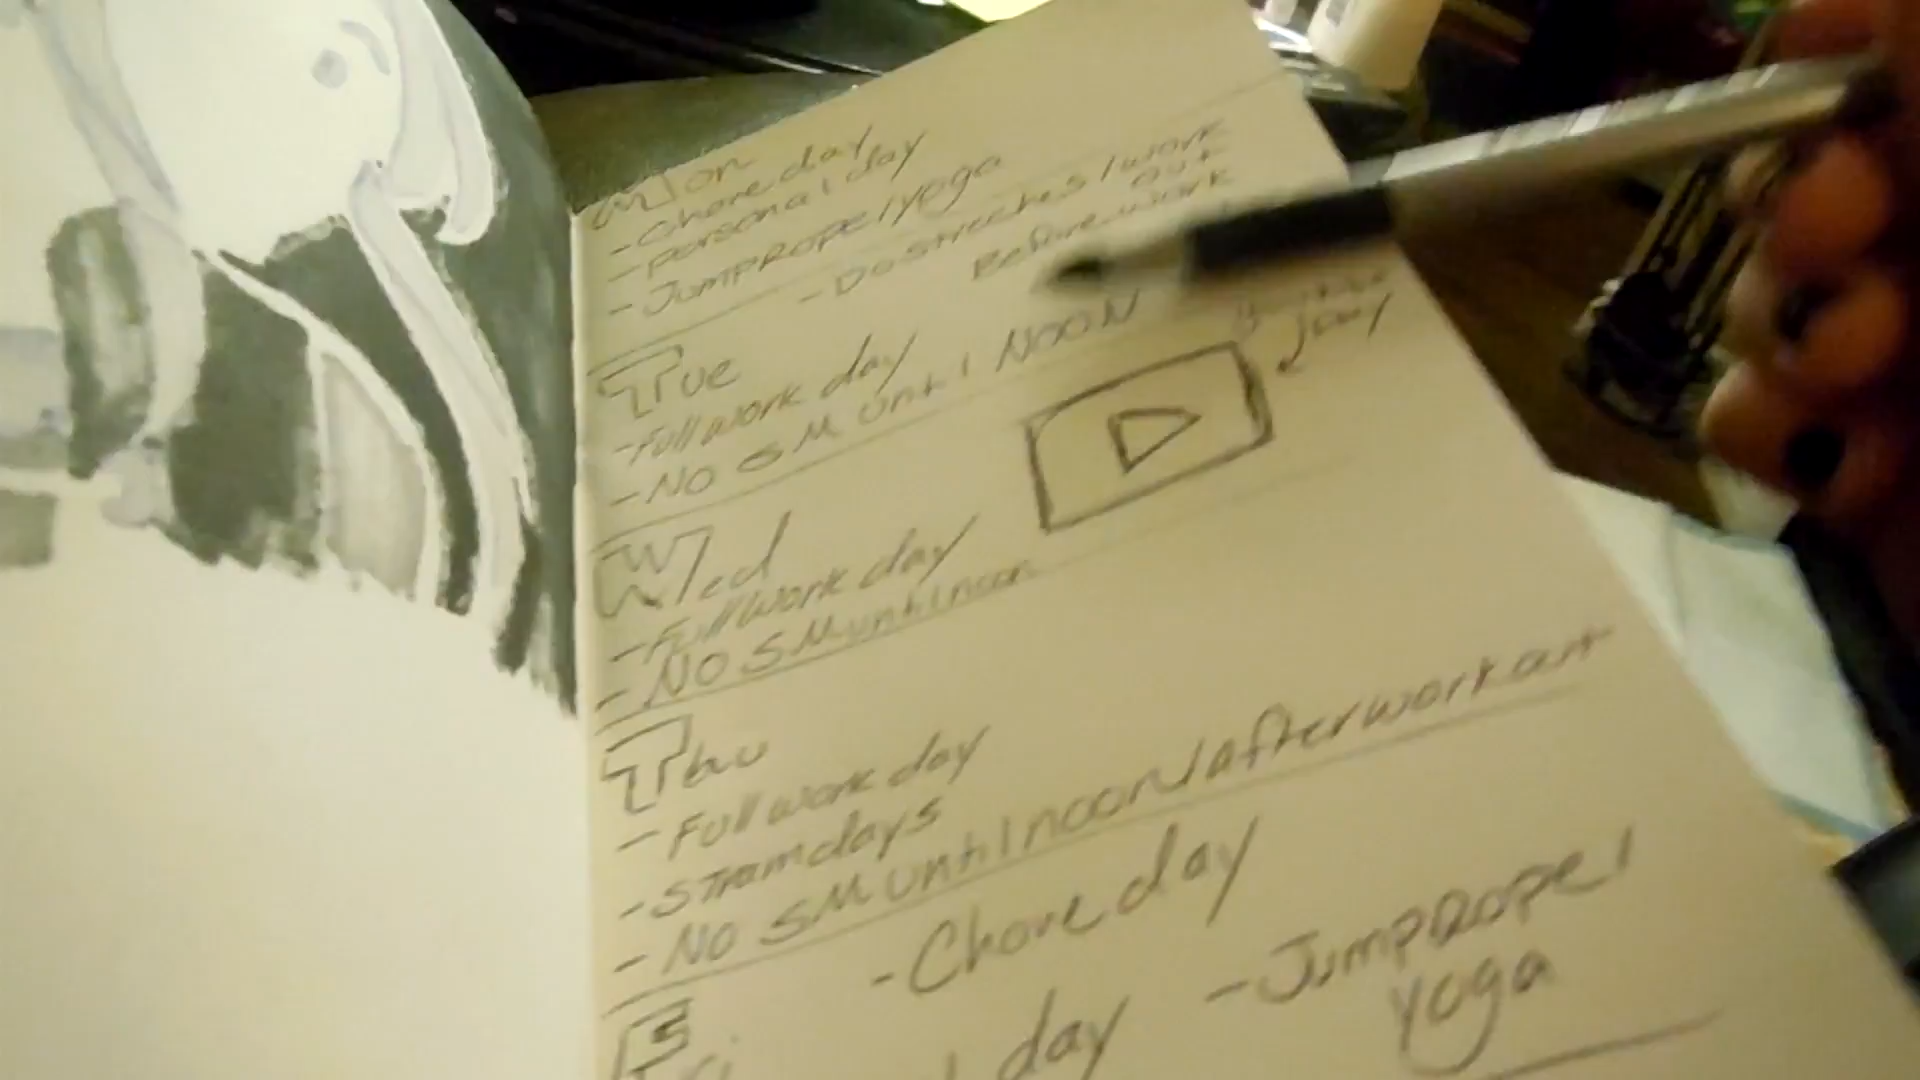 Mon
- Chore day
- personal day
- JUMPROPE/yoga
- Do stretches/work
out
Before work
Tue
- Full work day
- NO SM Until NOON
day
Wed
- Full work day
- NO SM until noon
Thu
- Full work day
- STream days
- NO SM until noon/after work out
Fri
- Chore day
day
- JumpROPE/
Yoga